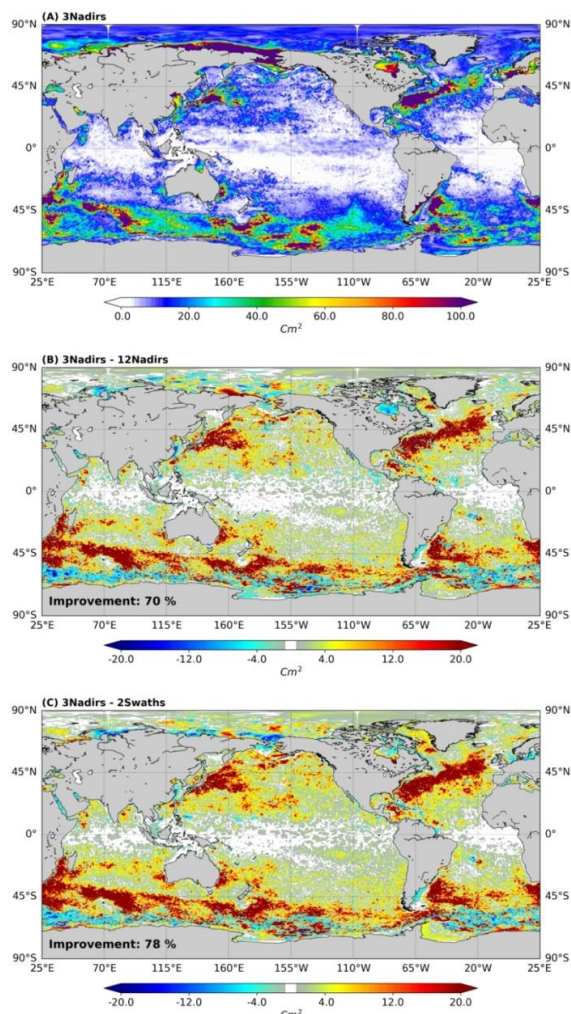 (A) 3Nadirs
90°N 90°N
45°N 45°N
0° 0°
45°S 45°S
90°S 90°S
25°E 70°E 115°E 160°E 155°W 110°W 65°W 20°W 25°E
0.0 20.0 40.0 60.0 80.0 100.0
Cm²
(B) 3Nadirs - 12Nadirs
90°N 90°N
45°N 45°N
0° 0°
45°S 45°S
Improvement: 70 %
90°S 90°S
25°E 70°E 115°E 160°E 155°W 110°W 65°W 20°W 25°E
-20.0 -12.0 -4.0 4.0 12.0 20.0
Cm²
(C) 3Nadirs - 2Swaths
90°N 90°N
45°N 45°N
0° 0°
45°S 45°S
Improvement: 78 %
90°S 90°S
25°E 70°E 115°E 160°E 155°W 110°W 65°W 20°W 25°E
-20.0 -12.0 -4.0 4.0 12.0 20.0
Cm²